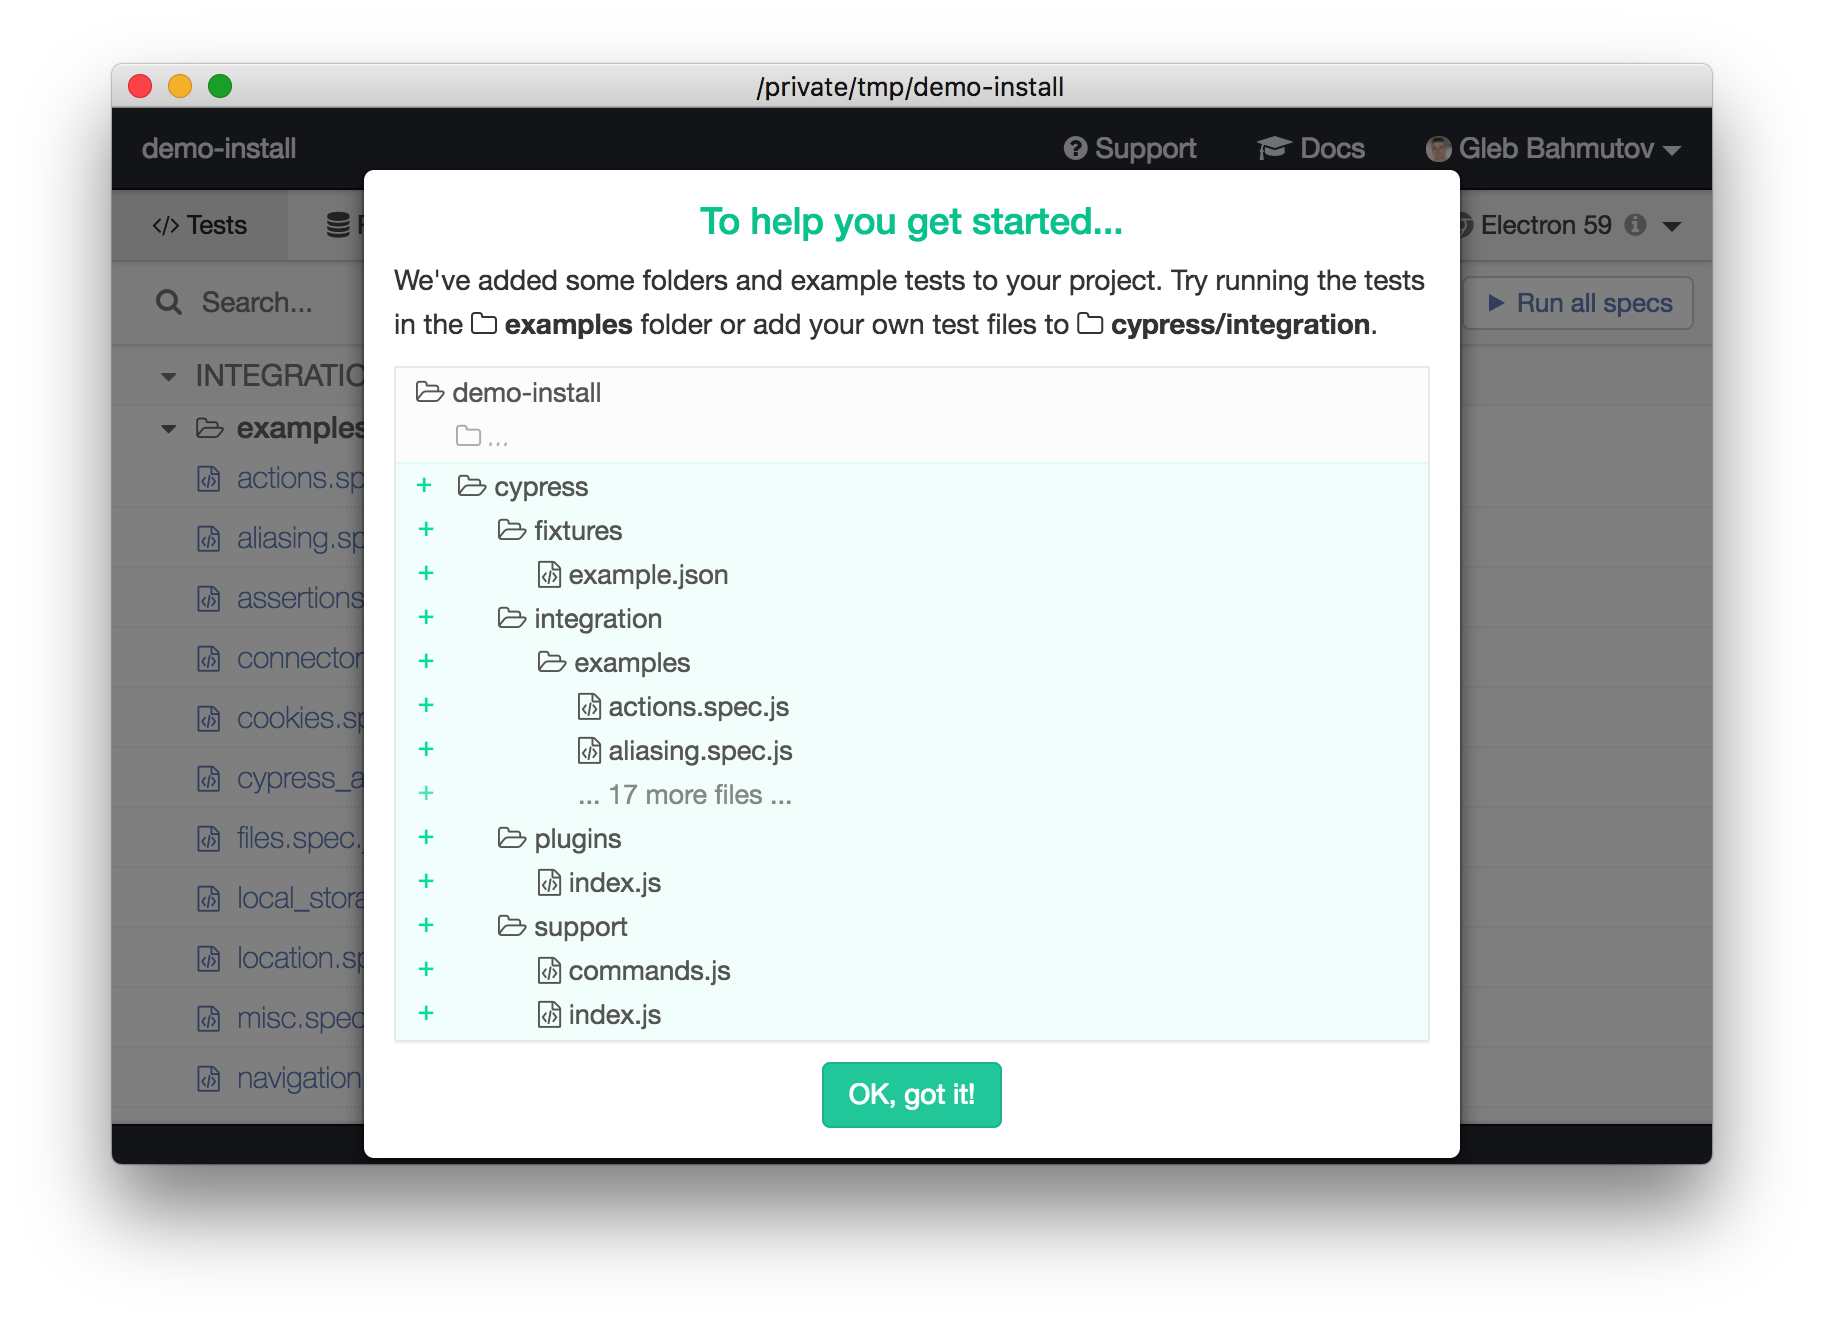 /private/tmp/demo-install
demo-install Support Docs Gleb Bahmutov
Tests Electron 59
Search... Run all specs
To help you get started...
We've added some folders and example tests to your project. Try running the tests
in the examples folder or add your own test files to cypress/integration.
INTEGRATIO
examples
actions.sp
aliasing.sp
assertions
connector
cookies.sp
cypress_a
files.spec.
local_stora
location.sp
misc.spec
navigation
demo-install
...
+ cypress
+ fixtures
+ example.json
+ integration
+ examples
+ actions.spec.js
+ aliasing.spec.js
+ ... 17 more files ...
+ plugins
+ index.js
+ support
+ commands.js
+ index.js
OK, got it!